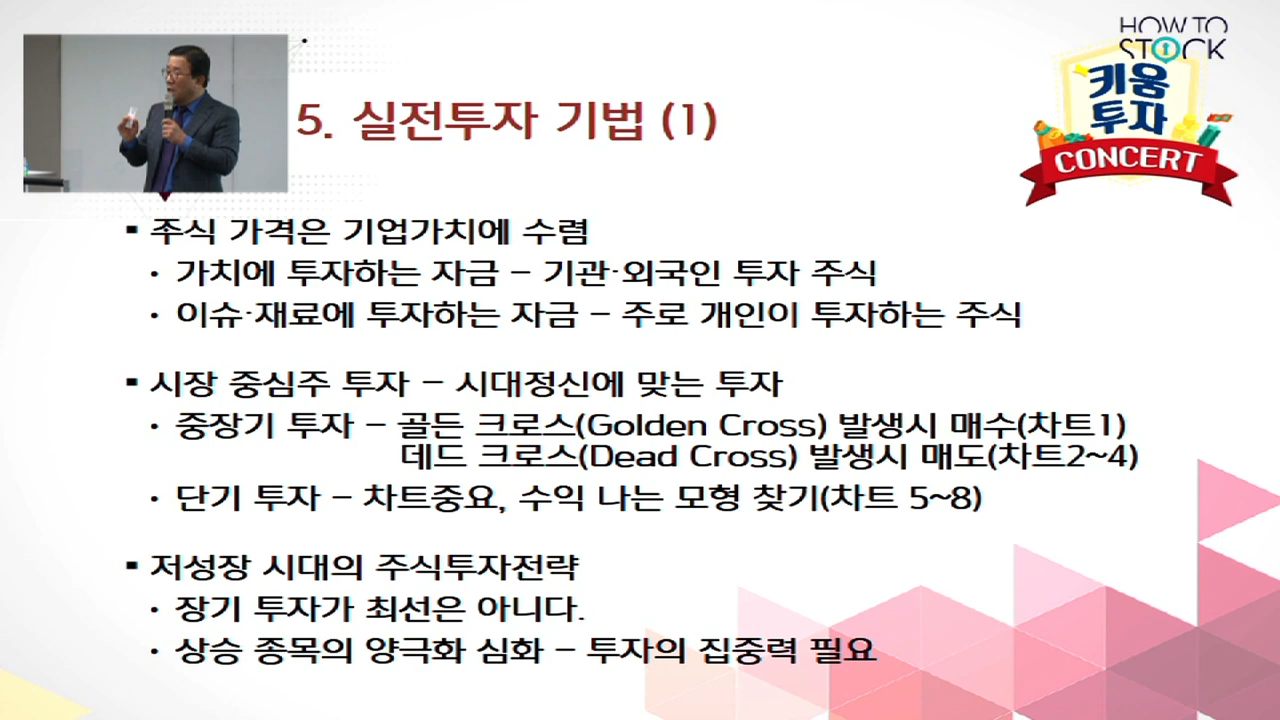 HOW TO
STOCK
키움
투자
CONCERT
5. 실전투자 기법 (1)
▪ 주식 가격은 기업가치에 수렴
• 가치에 투자하는 자금 – 기관·외국인 투자 주식
• 이슈·재료에 투자하는 자금 – 주로 개인이 투자하는 주식
▪ 시장 중심주 투자 – 시대정신에 맞는 투자
• 중장기 투자 – 골든 크로스(Golden Cross) 발생시 매수(차트1)
데드 크로스(Dead Cross) 발생시 매도(차트2~4)
• 단기 투자 – 차트중요, 수익 나는 모형 찾기(차트 5~8)
▪ 저성장 시대의 주식투자전략
• 장기 투자가 최선은 아니다.
• 상승 종목의 양극화 심화 – 투자의 집중력 필요